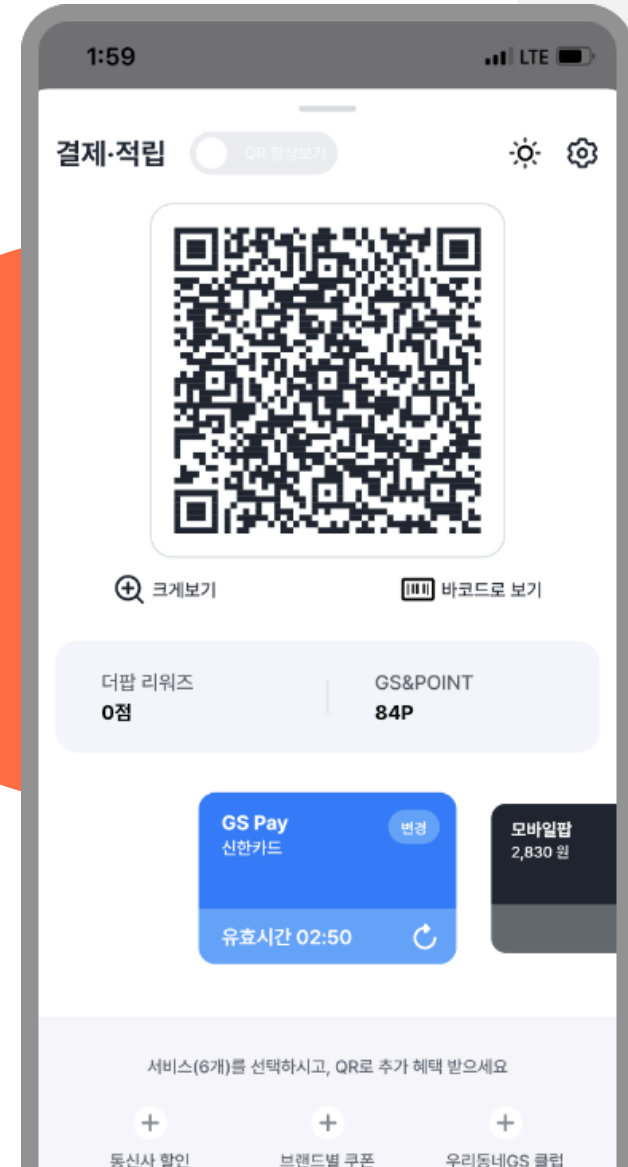 1:59
LTE
결제·적립
QR 항상보기
크게보기
바코드로 보기
더팝 리워즈
GS&POINT
0점
84P
GS Pay
변경
신한카드
유효시간 02:50
모바일팝
2,830 원
서비스(6개)를 선택하시고, QR로 추가 혜택 받으세요
통신사 할인
브랜드별 쿠폰
우리동네GS 클럽